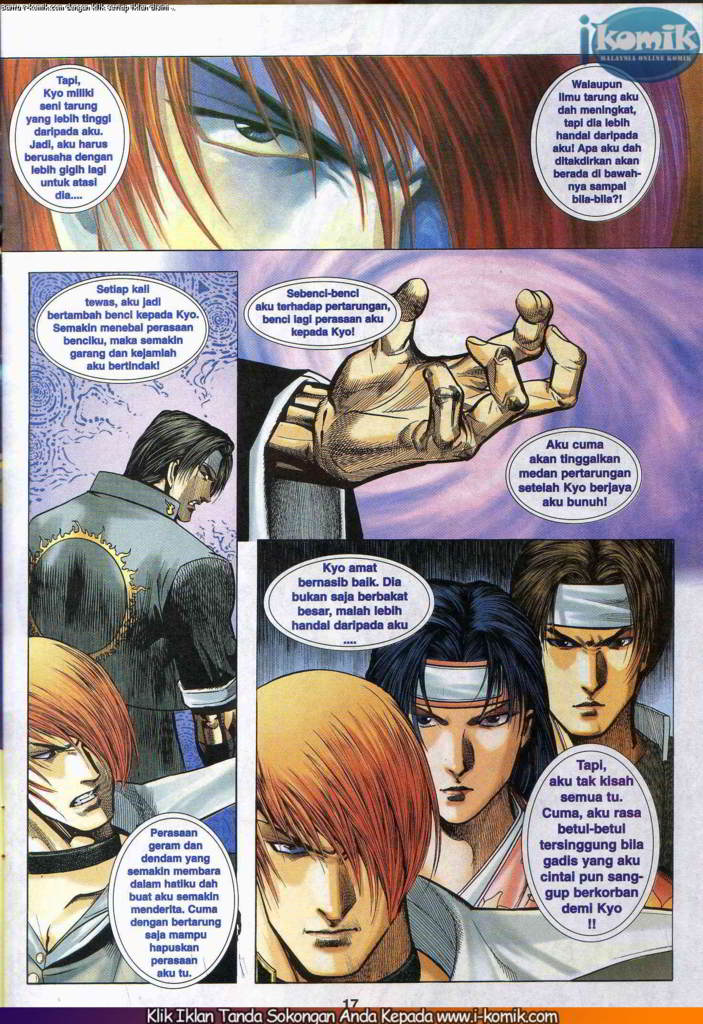 ikomik
MALAYSIA ONLINE KOMIK
Tapi,
Kyo miliki
seni tarung
yang lebih tinggi
daripada aku.
Jadi, aku harus
berusaha dengan
lebih gigih lagi
untuk atasi
dia....
Walaupun
ilmu tarung aku
dah meningkat,
tapi dia lebih
handal daripada
aku! Apa aku dah
ditakdirkan akan
berada di bawah-
nya sampai
bila-bila?!
Setiap kali
tewas, aku jadi
bertambah benci kepada Kyo.
Semakin menebal perasaan
benciku, maka semakin
garang dan kejamlah
aku bertindak!
Sebenci-benci
aku terhadap pertarungan,
benci lagi perasaan aku
kepada Kyo!
Aku cuma
akan tinggalkan
medan pertarungan
setelah Kyo berjaya
aku bunuh!
Perasaan
geram dan
dendam yang
semakin membara
dalam hatiku dah
buat aku semakin
menderita. Cuma
dengan bertarung
saja mampu
hapuskan
perasaan
aku tu.
Kyo amat
bernasib baik. Dia
bukan saja berbakat
besar, malah lebih
handal daripada aku
....
Tapi,
aku tak kisah
semua tu.
Cuma, aku rasa
betul-betul
tersinggung bila
gadis yang aku
cintai pun sang-
gup berkorban
demi Kyo
!!
17
Klik Iklan Tanda Sokongan Anda Kepada www.i-komik.com